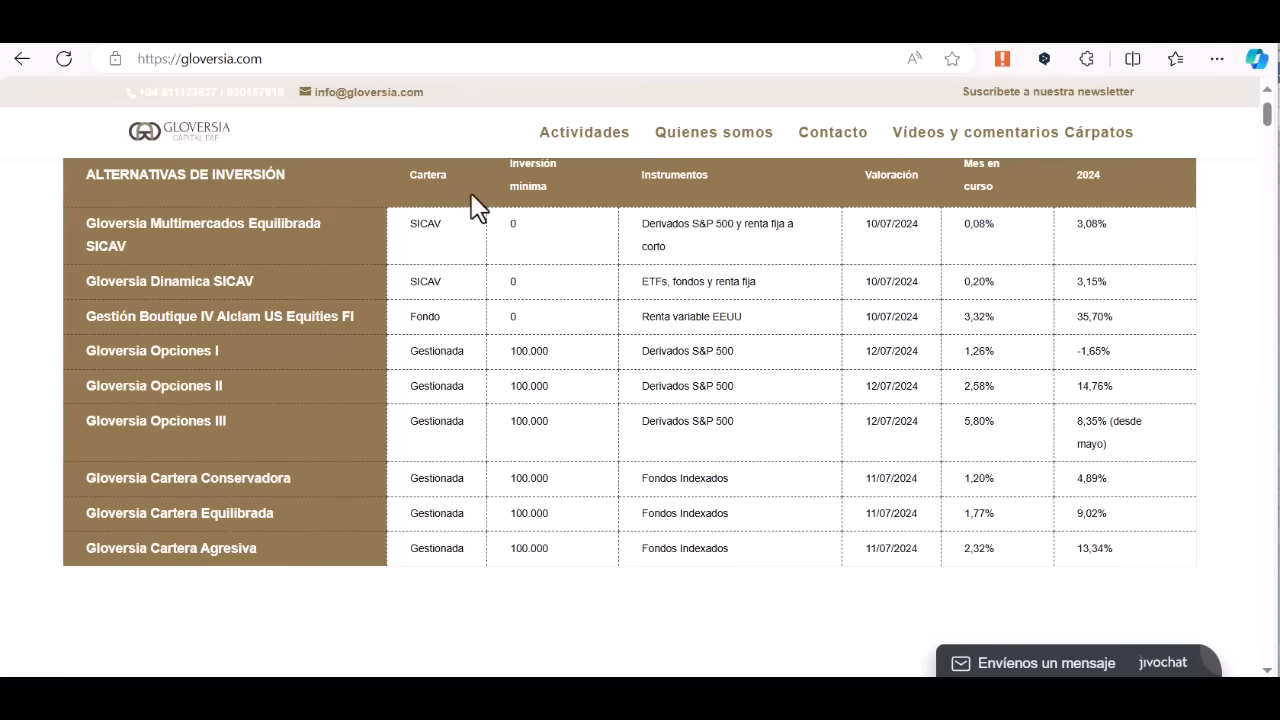 https://gloversia.com
+34 811123827 / 930157919 info@gloversia.com Suscríbete a nuestra newsletter
GLOVERSIA
CAPITAL EAF
Actividades Quienes somos Contacto Vídeos y comentarios Cárpatos
ALTERNATIVAS DE INVERSIÓN Cartera Inversión mínima Instrumentos Valoración Mes en curso 2024
Gloversia Multimercados Equilibrada SICAV SICAV 0 Derivados S&P 500 y renta fija a corto 10/07/2024 0,08% 3,08%
Gloversia Dinamica SICAV SICAV 0 ETFs, fondos y renta fija 10/07/2024 0,20% 3,15%
Gestión Boutique IV Alclam US Equities FI Fondo 0 Renta variable EEUU 10/07/2024 3,32% 35,70%
Gloversia Opciones I Gestionada 100.000 Derivados S&P 500 12/07/2024 1,26% -1,65%
Gloversia Opciones II Gestionada 100.000 Derivados S&P 500 12/07/2024 2,58% 14,76%
Gloversia Opciones III Gestionada 100.000 Derivados S&P 500 12/07/2024 5,80% 8,35% (desde mayo)
Gloversia Cartera Conservadora Gestionada 100.000 Fondos Indexados 11/07/2024 1,20% 4,89%
Gloversia Cartera Equilibrada Gestionada 100.000 Fondos Indexados 11/07/2024 1,77% 9,02%
Gloversia Cartera Agresiva Gestionada 100.000 Fondos Indexados 11/07/2024 2,32% 13,34%
Envíenos un mensaje jivochat